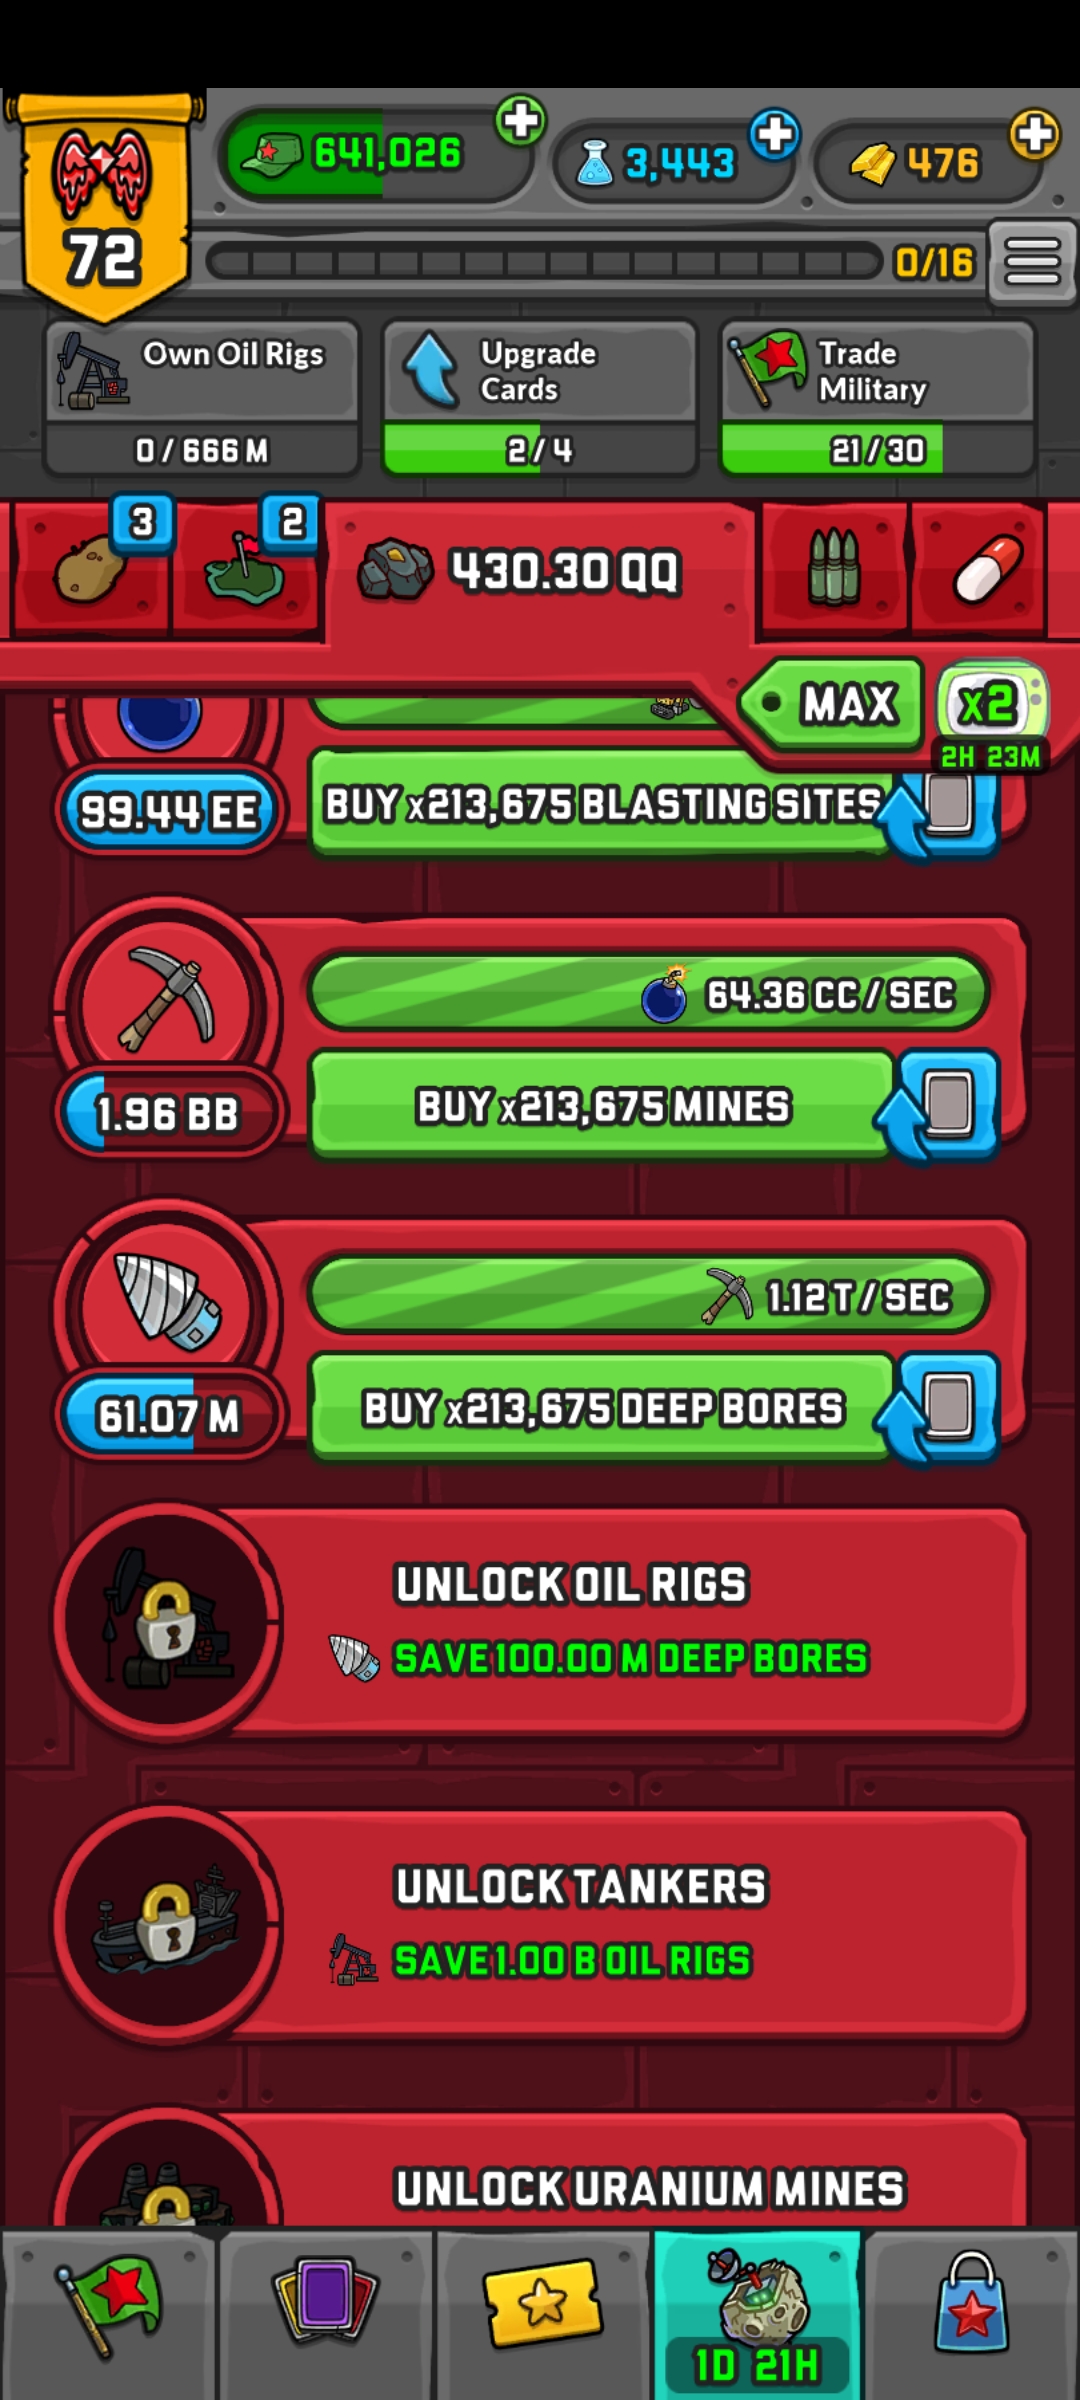 641,026
3,443
476
72
0/16
Own Oil Rigs
0 / 666 M
Upgrade
Cards
2 / 4
Trade
Military
21 / 30
3
2
430.30 QQ
MAX
x2
2H 23M
99.44 EE
BUY x213,675 BLASTING SITES
64.36 CC / SEC
1.96 BB
BUY x213,675 MINES
1.12 T / SEC
61.07 M
BUY x213,675 DEEP BORES
UNLOCK OIL RIGS
SAVE 100.00 M DEEP BORES
UNLOCK TANKERS
SAVE 1.00 B OIL RIGS
UNLOCK URANIUM MINES
1D 21H